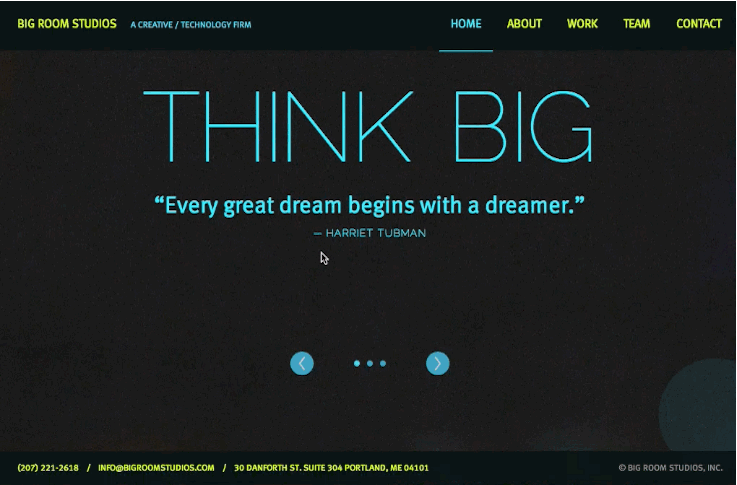 BIG ROOM STUDIOS A CREATIVE / TECHNOLOGY FIRM HOME ABOUT WORK TEAM CONTACT
THINK BIG
“Every great dream begins with a dreamer.”
— HARRIET TUBMAN
(207) 221-2618 / INFO@BIGROOMSTUDIOS.COM / 30 DANFORTH ST. SUITE 304 PORTLAND, ME 04101 © BIG ROOM STUDIOS, INC.